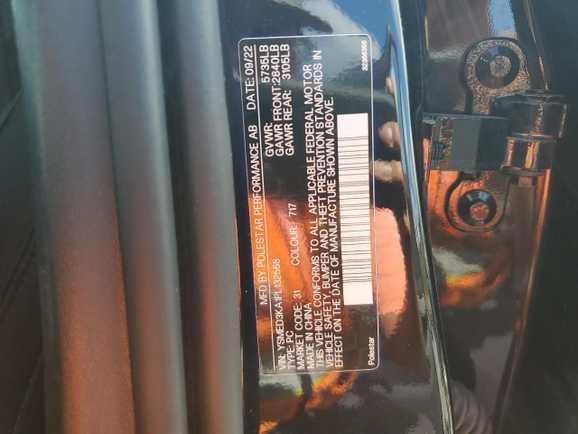 MFD BY POLESTAR PERFORMANCE AB DATE: 09/22
GVWR: 5735LB
GAWR FRONT: 2840LB
GAWR REAR: 3105LB
VIN: YSMED3KA1PL102568
TYPE: PC
MARKET CODE: 31 COLOUR: 717
MADE IN CHINA
THIS VEHICLE CONFORMS TO ALL APPLICABLE FEDERAL MOTOR
VEHICLE SAFETY, BUMPER AND THEFT PREVENTION STANDARDS IN
EFFECT ON THE DATE OF MANUFACTURE SHOWN ABOVE.
Polestar